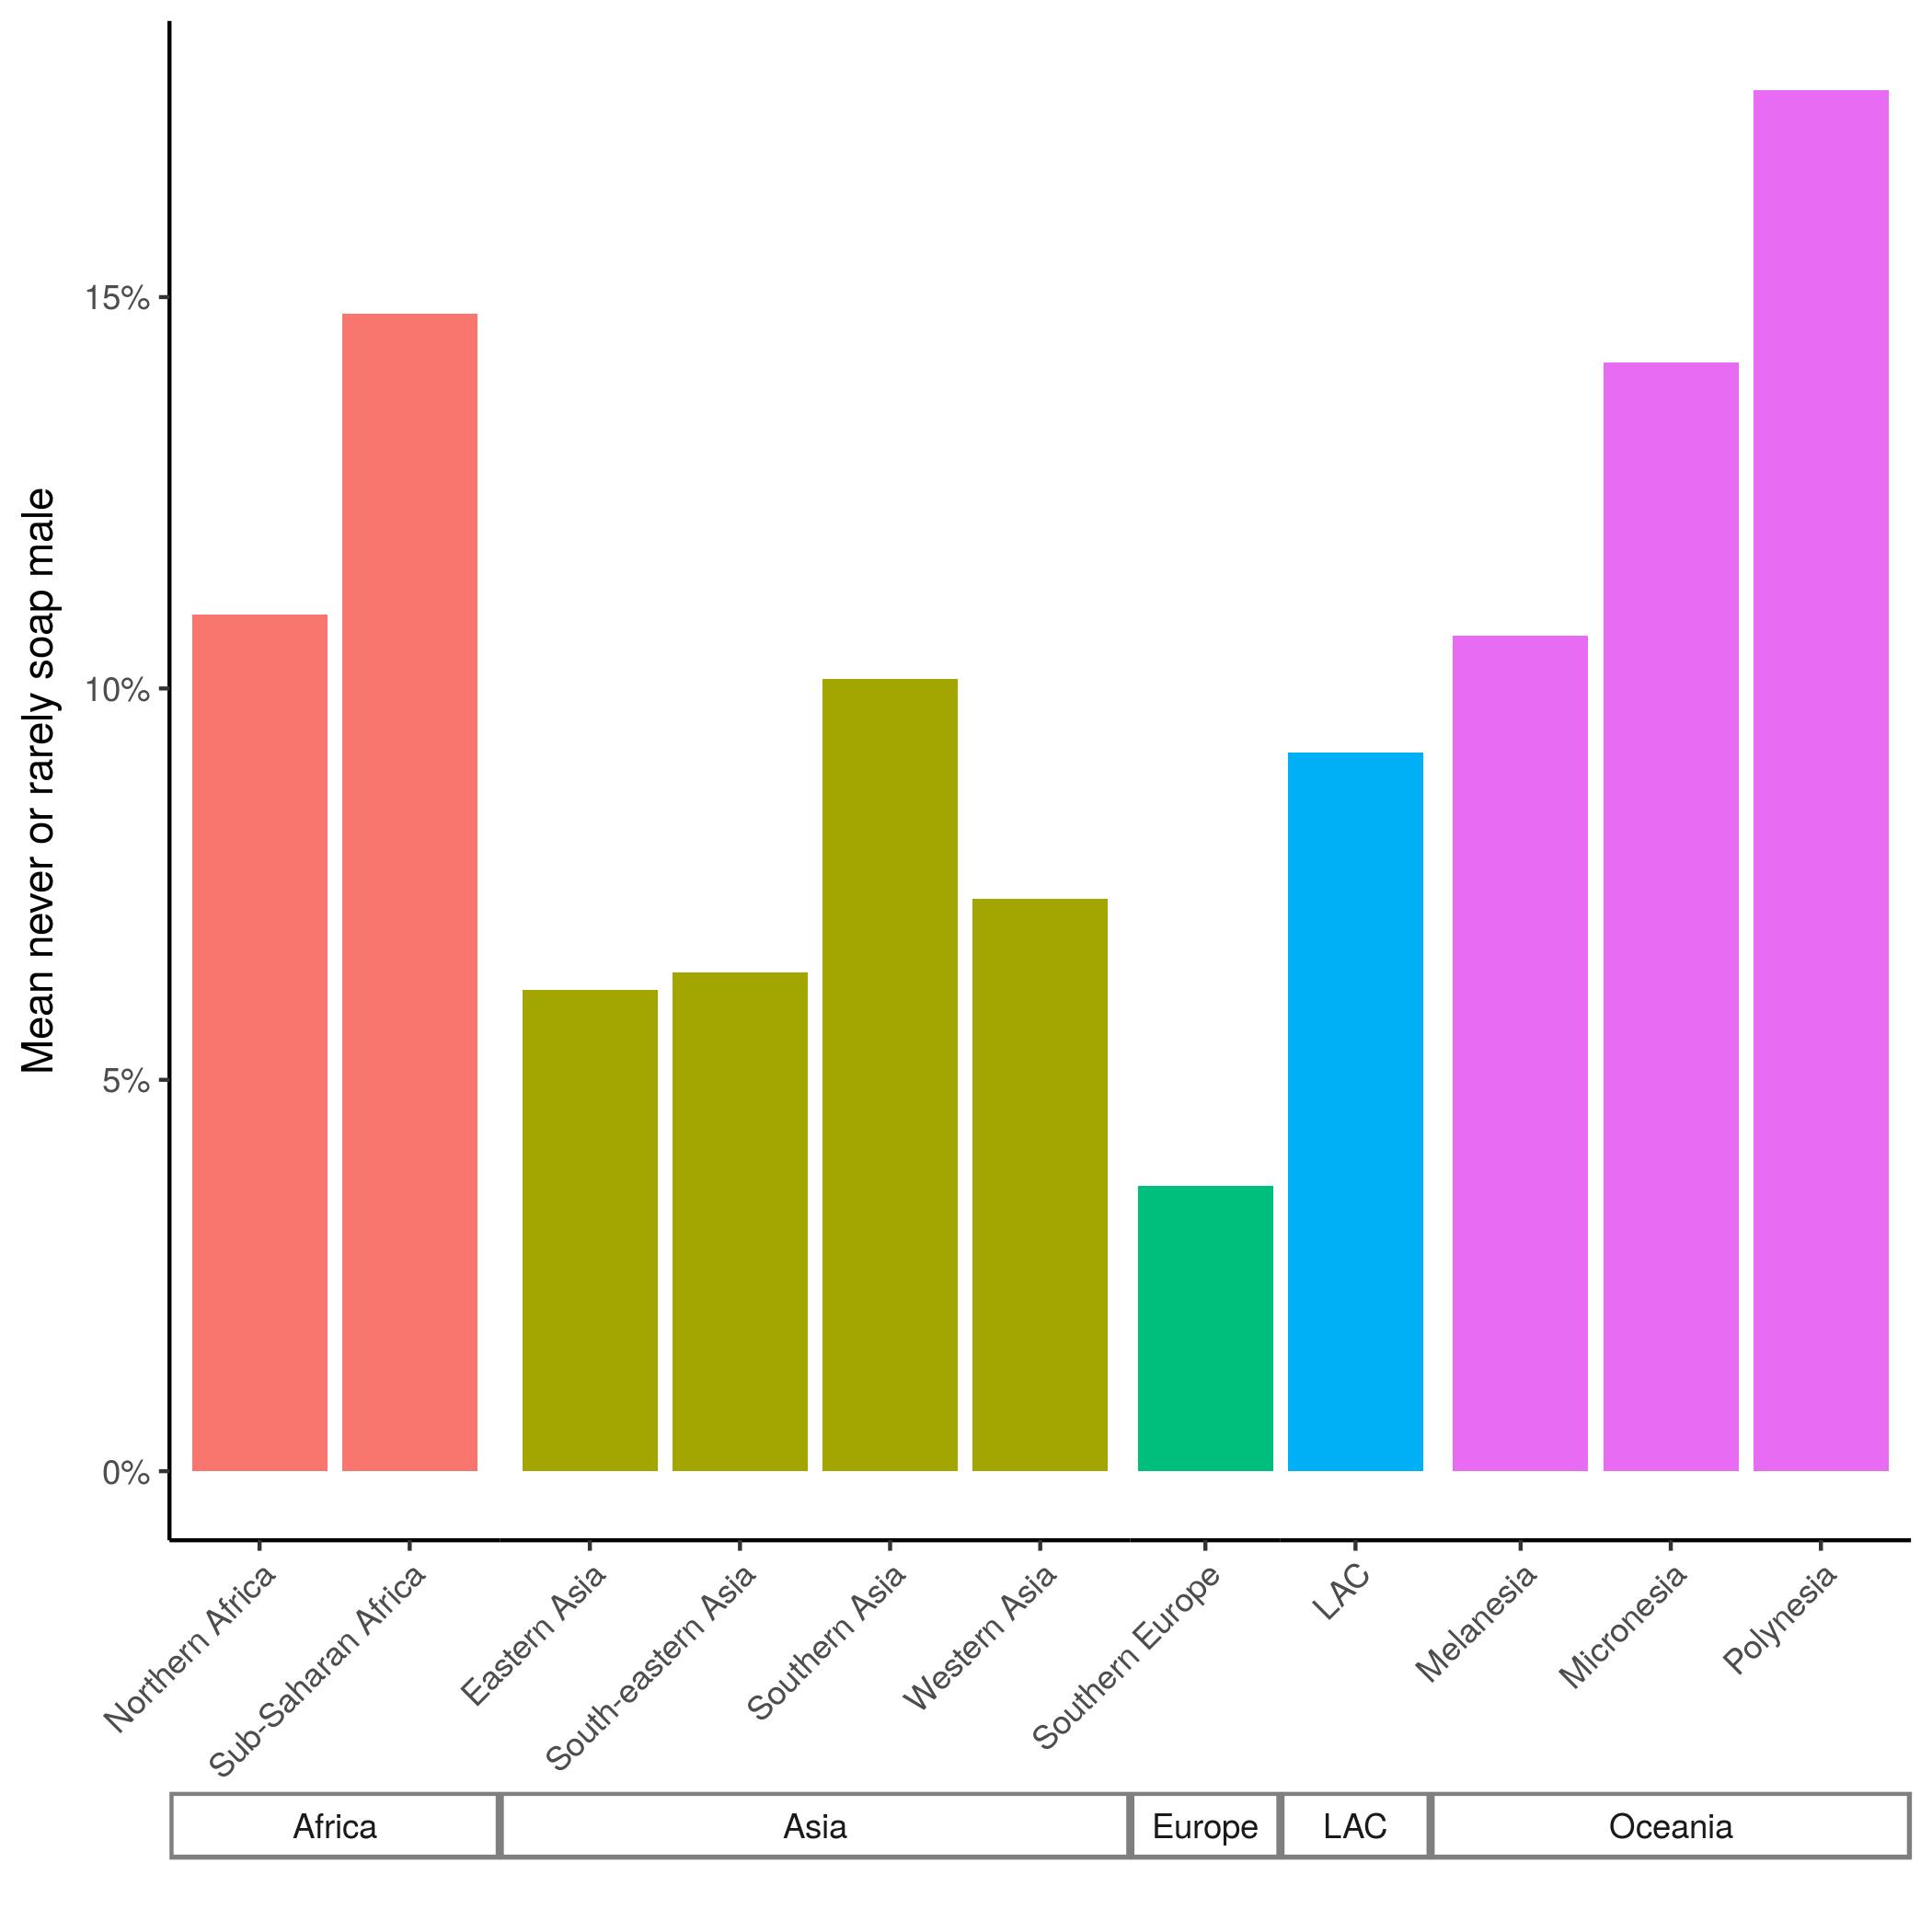 Mean never or rarely soap male
15%
10%
5%
0%
Northern Africa
Sub-Saharan Africa
Eastern Asia
South-eastern Asia
Southern Asia
Western Asia
Southern Europe
LAC
Melanesia
Micronesia
Polynesia
Africa
Asia
Europe
LAC
Oceania